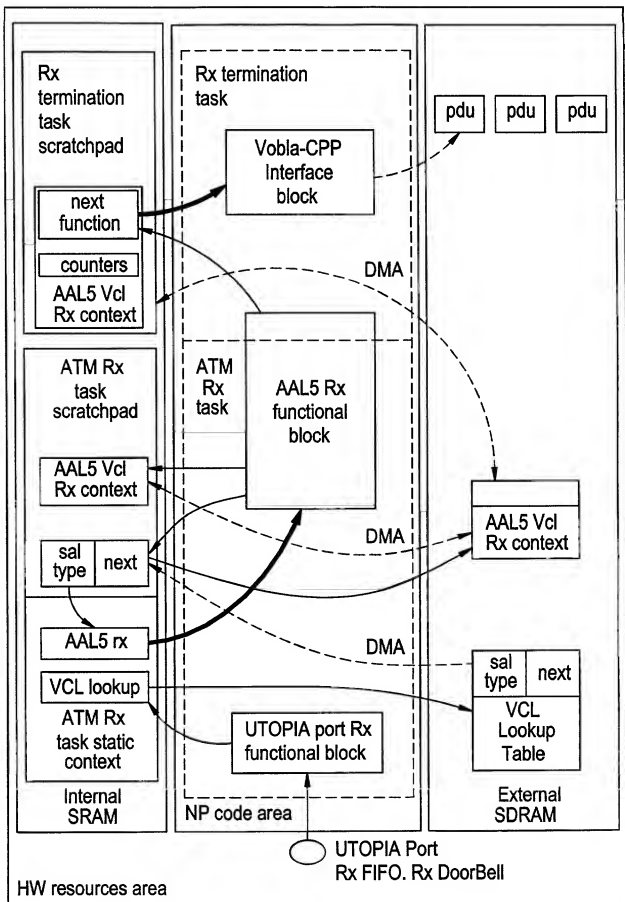 Rx
termination
task
scratchpad
next
function
counters
AAL5 Vcl
Rx context
ATM Rx
task
scratchpad
AAL5 Vcl
Rx context
sal
type
next
AAL5 rx
VCL lookup
ATM Rx
task static
context
Internal
SRAM
Rx termination
task
Vobla-CPP
Interface
block
DMA
ATM
Rx
task
AAL5 Rx
functional
block
DMA
DMA
UTOPIA port Rx
functional block
NP code area
pdu
pdu
pdu
AAL5 Vcl
Rx context
sal
type
next
VCL
Lookup
Table
External
SDRAM
UTOPIA Port
Rx FIFO. Rx DoorBell
HW resources area